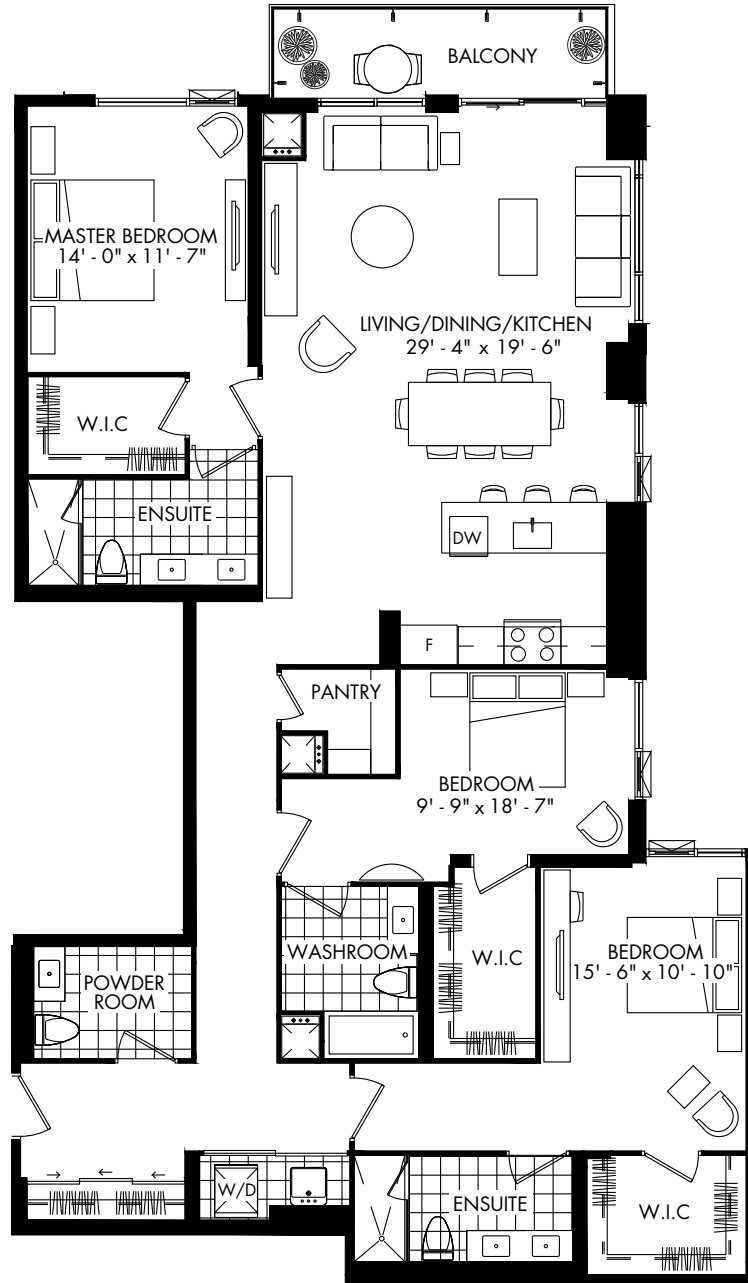 BALCONY
MASTER BEDROOM
14' - 0" x 11' - 7"
LIVING/DINING/KITCHEN
29' - 4" x 19' - 6"
W.I.C
ENSUITE
DW
F
PANTRY
BEDROOM
9' - 9" x 18' - 7"
WASHROOM
W.I.C
BEDROOM
15' - 6" x 10' - 10"
POWDER
ROOM
W/D
ENSUITE
W.I.C